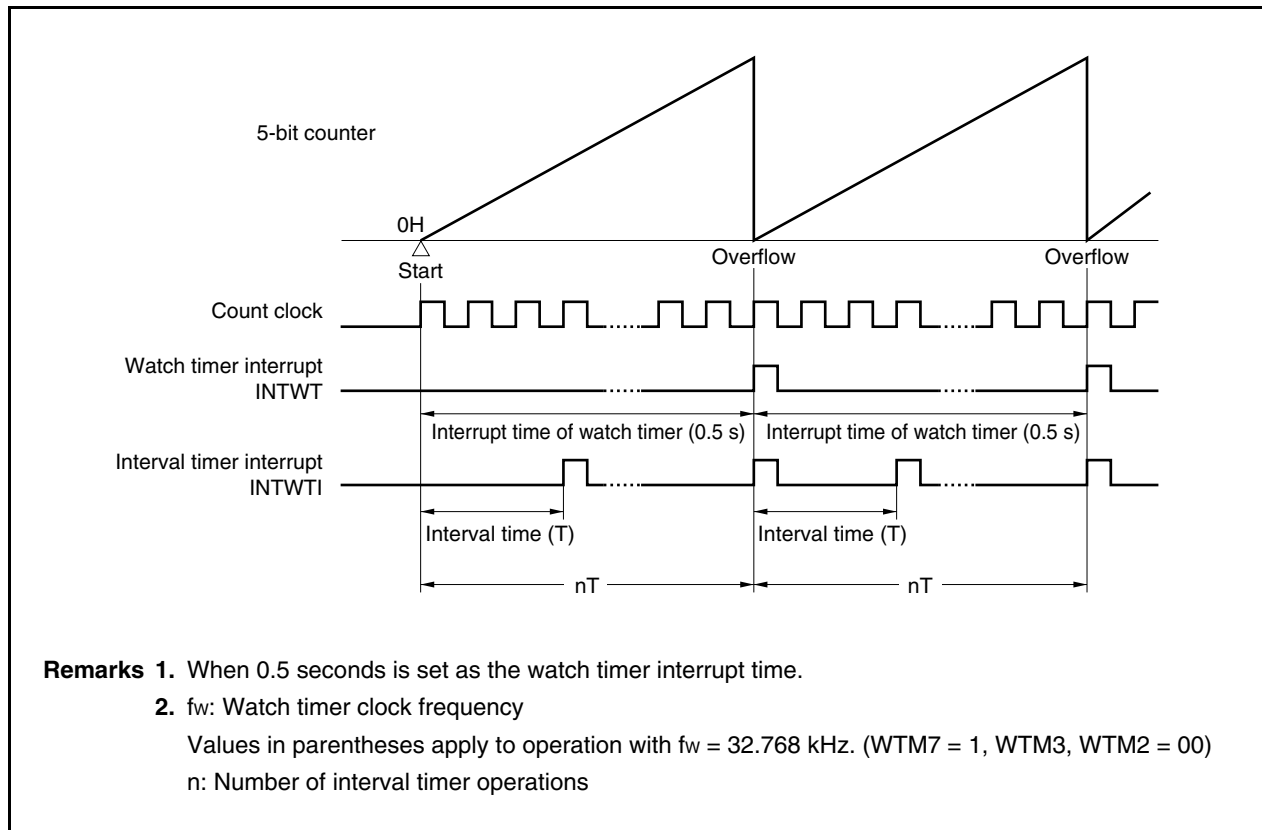 5-bit counter
0H
Start
Overflow
Overflow
Count clock
Watch timer interrupt
INTWT
Interrupt time of watch timer (0.5 s)
Interrupt time of watch timer (0.5 s)
Interval timer interrupt
INTWTI
Interval time (T)
Interval time (T)
nT
nT
Remarks 1. When 0.5 seconds is set as the watch timer interrupt time.
2. fw: Watch timer clock frequency
Values in parentheses apply to operation with fw = 32.768 kHz. (WTM7 = 1, WTM3, WTM2 = 00)
n: Number of interval timer operations